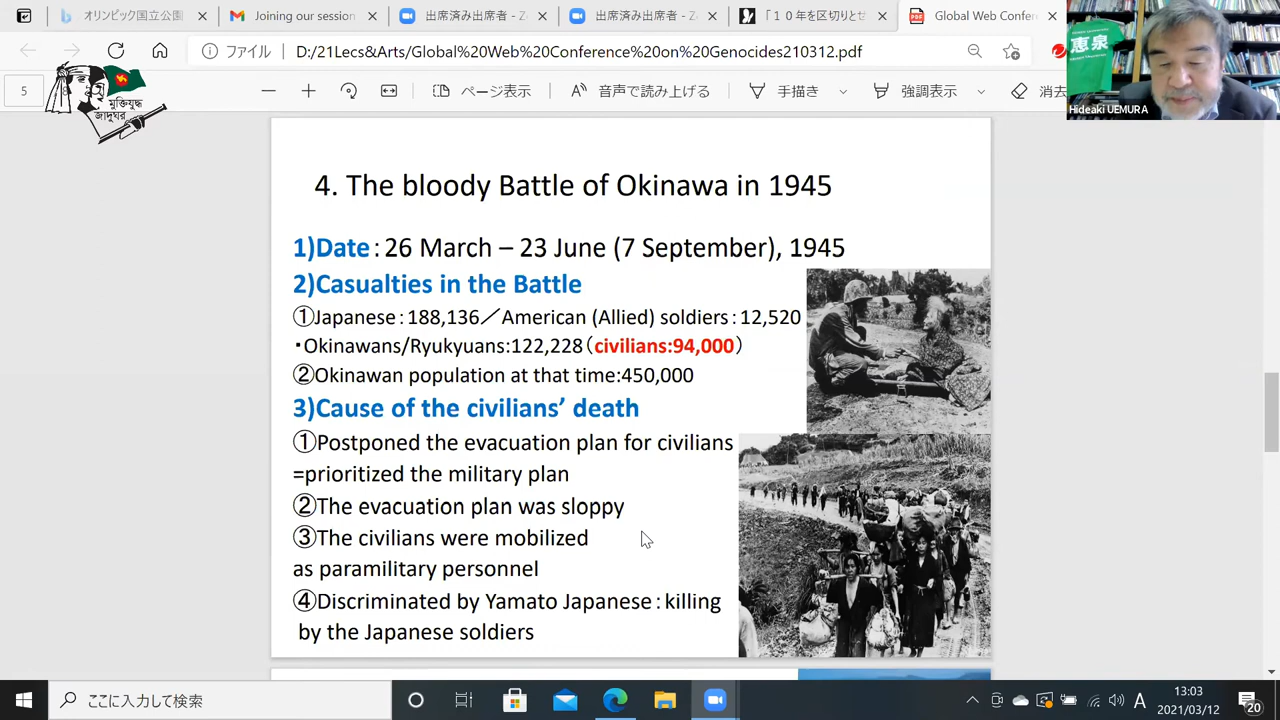 オリンピック国立公園
Joining our session
出席済み出席者 - Z
出席済み出席者 - Z
「１０年を区切りとせ
Global Web Confer
ファイル
D:/21Lecs&arts/Global%20Web%20Conference%20on%20Genocides210312.pdf
5
ページ表示
音声で読み上げる
手書き
強調表示
消去
মুক্তিযুদ্ধ
জাদুঘর
恵泉
Hideaki UEMURA
4. The bloody Battle of Okinawa in 1945
1)Date : 26 March – 23 June (7 September), 1945
2)Casualties in the Battle
①Japanese : 188,136／American (Allied) soldiers : 12,520
・Okinawans/Ryukyuans:122,228（civilians:94,000）
②Okinawan population at that time:450,000
3)Cause of the civilians’ death
①Postponed the evacuation plan for civilians
=prioritized the military plan
②The evacuation plan was sloppy
③The civilians were mobilized
as paramilitary personnel
④Discriminated by Yamato Japanese : killing
by the Japanese soldiers
ここに入力して検索
A
13:03
2021/03/12
20